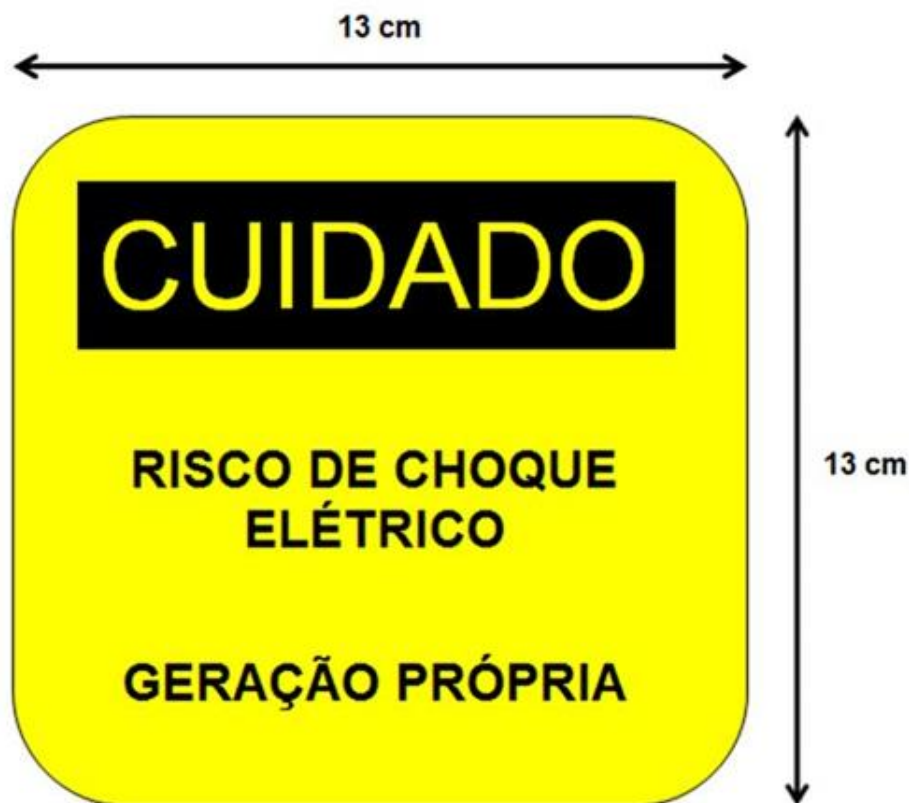 13 cm
CUIDADO
RISCO DE CHOQUE
ELÉTRICO
13 cm
GERAÇÃO PRÓPRIA